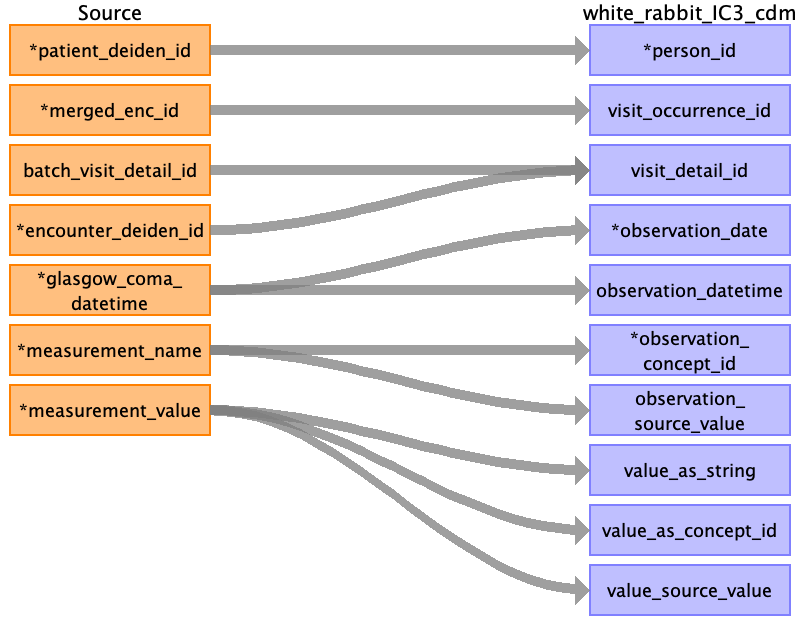 Source
white_rabbit_IC3_cdm
*patient_deiden_id
*person_id
*merged_enc_id
visit_occurrence_id
batch_visit_detail_id
visit_detail_id
*encounter_deiden_id
*observation_date
*glasgow_coma_
datetime
observation_datetime
*measurement_name
*observation_
concept_id
*measurement_value
observation_
source_value
value_as_string
value_as_concept_id
value_source_value